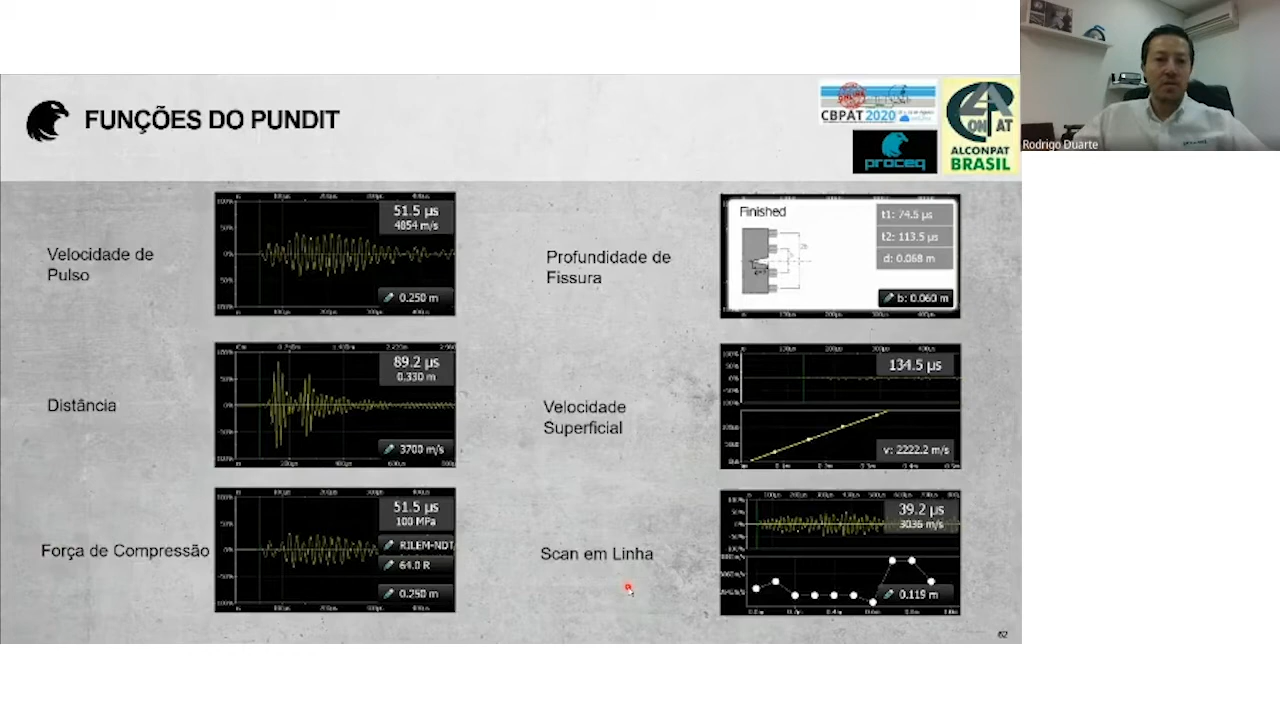 FUNÇÕES DO PUNDIT
CBPAT 2020
proceq
ALCONPAT
BRASIL
Rodrigo Duarte
Velocidade de
Pulso
51.5 µs
4854 m/s
0.250 m
Profundidade de
Fissura
Finished
t1: 74.5 µs
t2: 113.5 µs
d: 0.068 m
b: 0.060 m
Distância
89.2 µs
0.330 m
3700 m/s
Velocidade
Superficial
134.5 µs
v: 2222.2 m/s
Força de Compressão
51.5 µs
100 MPa
RILEM-NDT
64.0 R
0.250 m
Scan em Linha
39.2 µs
3036 m/s
0.119 m
62